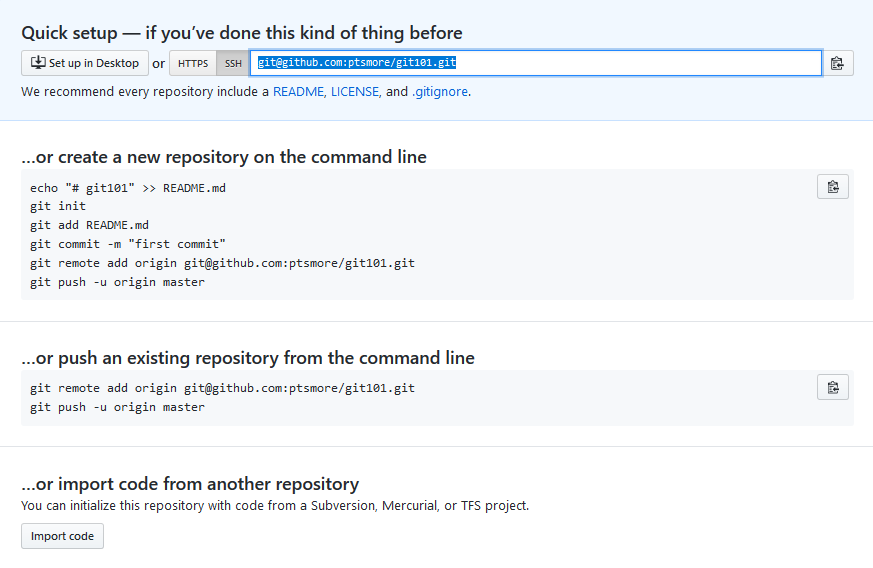 Quick setup — if you’ve done this kind of thing before
Set up in Desktop or HTTPS SSH git@github.com:ptsmore/git101.git
We recommend every repository include a README, LICENSE, and .gitignore.
…or create a new repository on the command line
echo "# git101" >> README.md
git init
git add README.md
git commit -m "first commit"
git remote add origin git@github.com:ptsmore/git101.git
git push -u origin master
…or push an existing repository from the command line
git remote add origin git@github.com:ptsmore/git101.git
git push -u origin master
…or import code from another repository
You can initialize this repository with code from a Subversion, Mercurial, or TFS project.
Import code